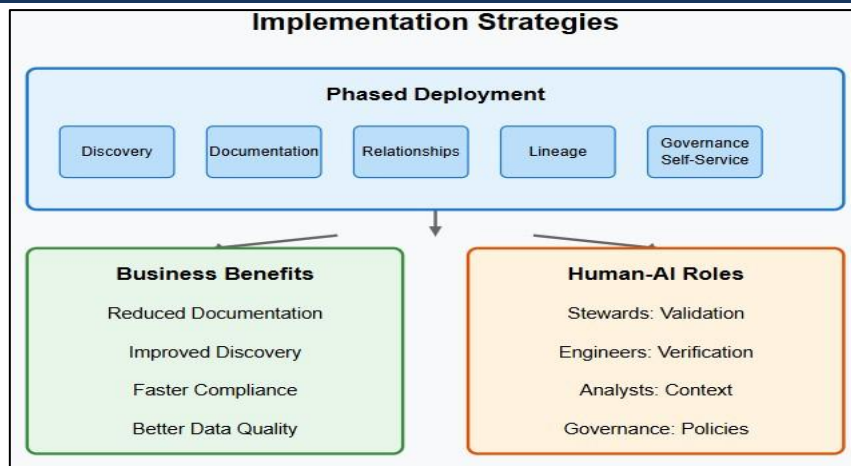 Implementation Strategies
Phased Deployment
Discovery
Documentation
Relationships
Lineage
Governance
Self-Service
Business Benefits
Reduced Documentation
Improved Discovery
Faster Compliance
Better Data Quality
Human-AI Roles
Stewards: Validation
Engineers: Verification
Analysts: Context
Governance: Policies